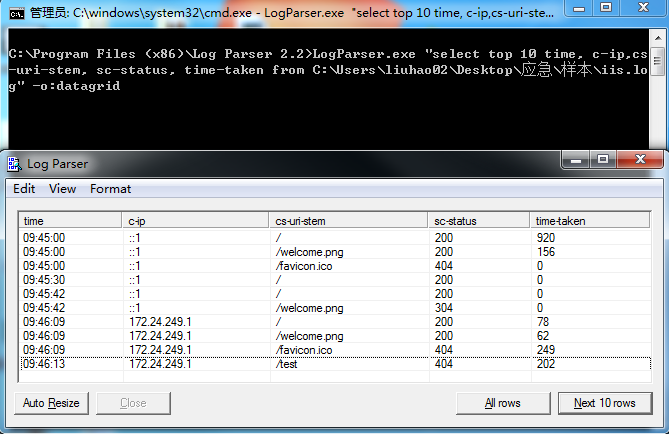 管理员: C:\windows\system32\cmd.exe - LogParser.exe "select top 10 time, c-ip,cs-uri-ste...
C:\Program Files (x86)\Log Parser 2.2>LogParser.exe "select top 10 time, c-ip,cs
-uri-stem, sc-status, time-taken from C:\Users\liuhao02\Desktop\应急\样本\iis.lo
g" -o:datagrid
Log Parser
Edit View Format
time c-ip cs-uri-stem sc-status time-taken
09:45:00 ::1 / 200 920
09:45:00 ::1 /welcome.png 200 156
09:45:00 ::1 /favicon.ico 404 0
09:45:30 ::1 / 200 0
09:45:42 ::1 / 200 0
09:45:42 ::1 /welcome.png 304 0
09:46:09 172.24.249.1 / 200 78
09:46:09 172.24.249.1 /welcome.png 200 62
09:46:09 172.24.249.1 /favicon.ico 404 249
09:46:13 172.24.249.1 /test 404 202
Auto Resize Close All rows Next 10 rows